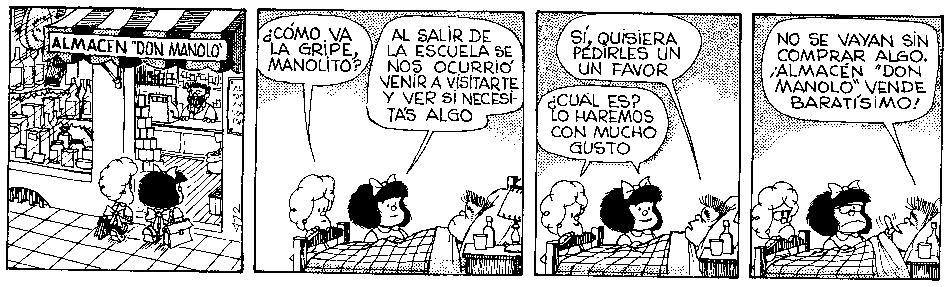 ALMACEN "DON MANOLO"
¿CÓMO VA
LA GRIPE,
MANOLITO?
AL SALIR DE
LA ESCUELA SE
NOS OCURRIÓ
VENIR A VISITARTE
Y VER SI NECESI-
TAS ALGO
SÍ, QUISIERA
PEDIRLES UN
UN FAVOR
¿CUÁL ES?
LO HAREMOS
CON MUCHO
GUSTO
NO SE VAYAN SIN
COMPRAR ALGO.
¡ALMACÉN "DON
MANOLO" VENDE
BARATÍSIMO!